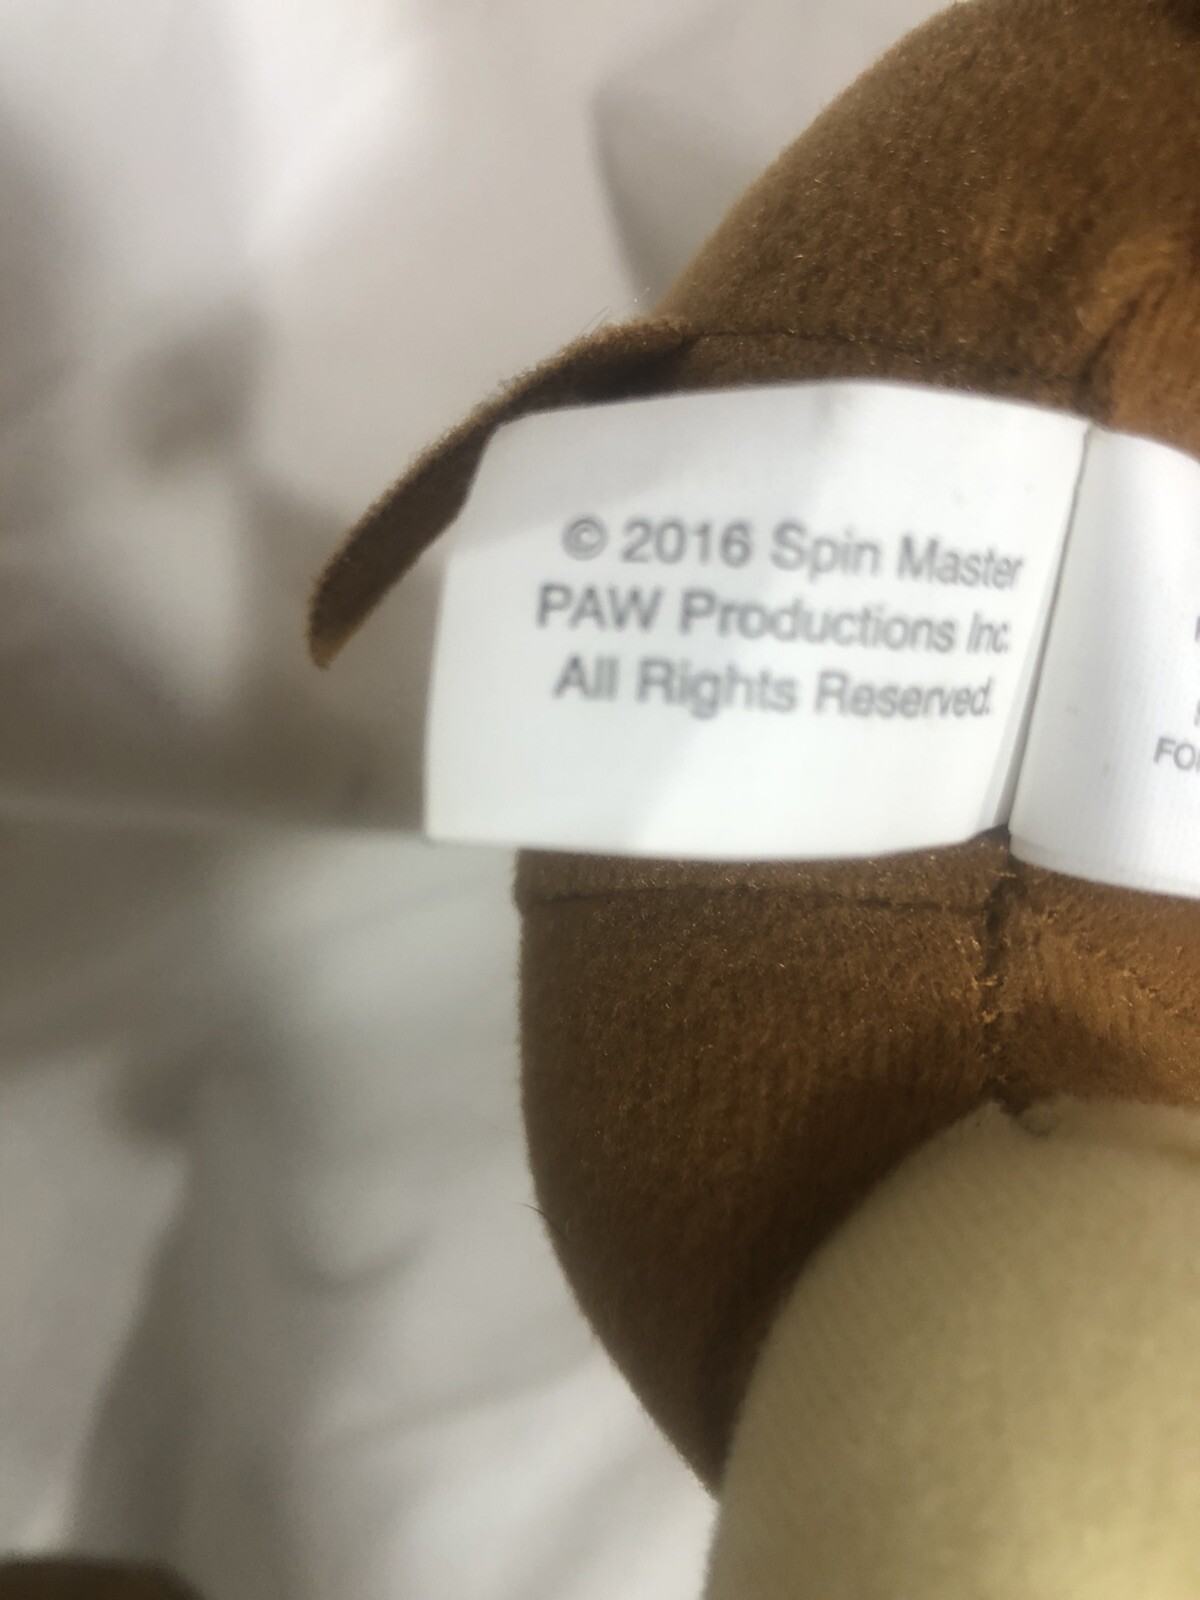 © 2016 Spin Master
PAW Productions Inc.
All Rights Reserved.